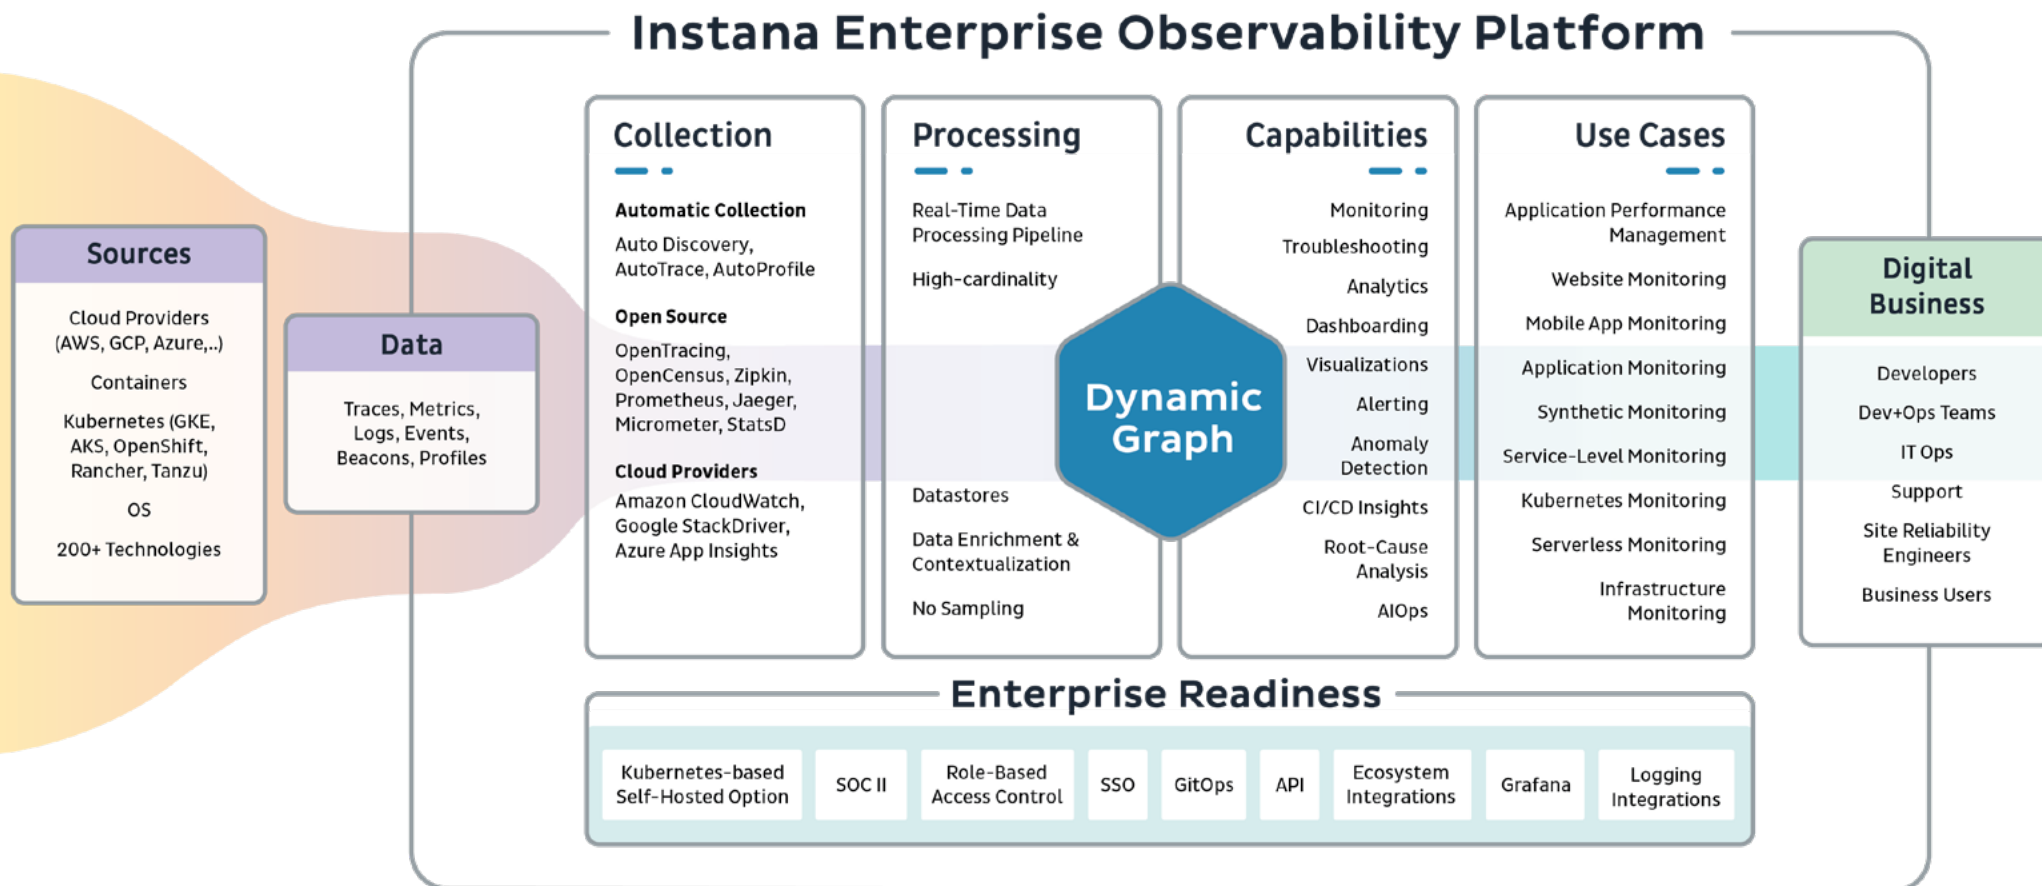 Instana Enterprise Observability Platform
Sources
Cloud Providers
(AWS, GCP, Azure,..)
Containers
Kubernetes (GKE,
AKS, OpenShift,
Rancher, Tanzu)
OS
200+ Technologies
Data
Traces, Metrics,
Logs, Events,
Beacons, Profiles
Collection
Automatic Collection
Auto Discovery,
AutoTrace, AutoProfile
Open Source
OpenTracing,
OpenCensus, Zipkin,
Prometheus, Jaeger,
Micrometer, StatsD
Cloud Providers
Amazon CloudWatch,
Google StackDriver,
Azure App Insights
Processing
Real-Time Data
Processing Pipeline
High-cardinality
Datastores
Data Enrichment &
Contextualization
No Sampling
Dynamic
Graph
Capabilities
Monitoring
Troubleshooting
Analytics
Dashboarding
Visualizations
Alerting
Anomaly
Detection
CI/CD Insights
Root-Cause
Analysis
AIOps
Use Cases
Application Performance
Management
Website Monitoring
Mobile App Monitoring
Application Monitoring
Synthetic Monitoring
Service-Level Monitoring
Kubernetes Monitoring
Serverless Monitoring
Infrastructure
Monitoring
Digital
Business
Developers
Dev+Ops Teams
IT Ops
Support
Site Reliability
Engineers
Business Users
Enterprise Readiness
Kubernetes-based
Self-Hosted Option
SOC II
Role-Based
Access Control
SSO
GitOps
API
Ecosystem
Integrations
Grafana
Logging
Integrations